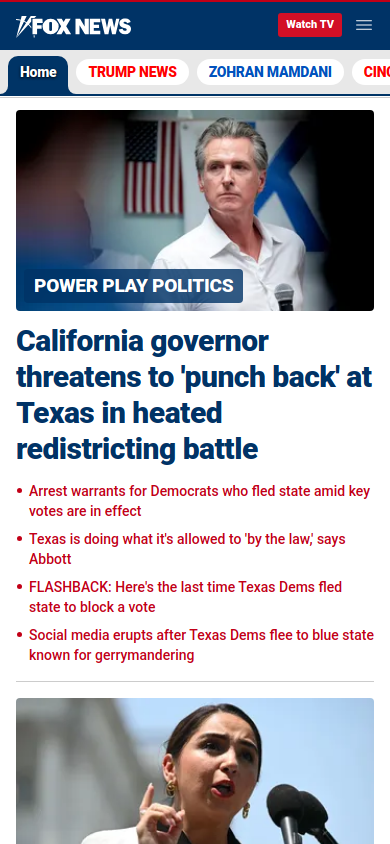 FOX NEWS
Watch TV
Home
TRUMP NEWS
ZOHRAN MAMDANI
CINC
POWER PLAY POLITICS
California governor
threatens to 'punch back' at
Texas in heated
redistricting battle
Arrest warrants for Democrats who fled state amid key
votes are in effect
Texas is doing what it's allowed to 'by the law,' says
Abbott
FLASHBACK: Here's the last time Texas Dems fled
state to block a vote
Social media erupts after Texas Dems flee to blue state
known for gerrymandering